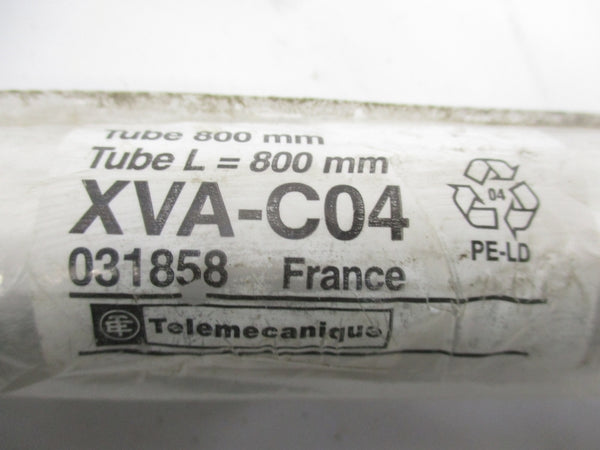 Tube 800 mm
Tube L = 800 mm
XVA-C04
04
PE-LD
031858 France
Telemecanique